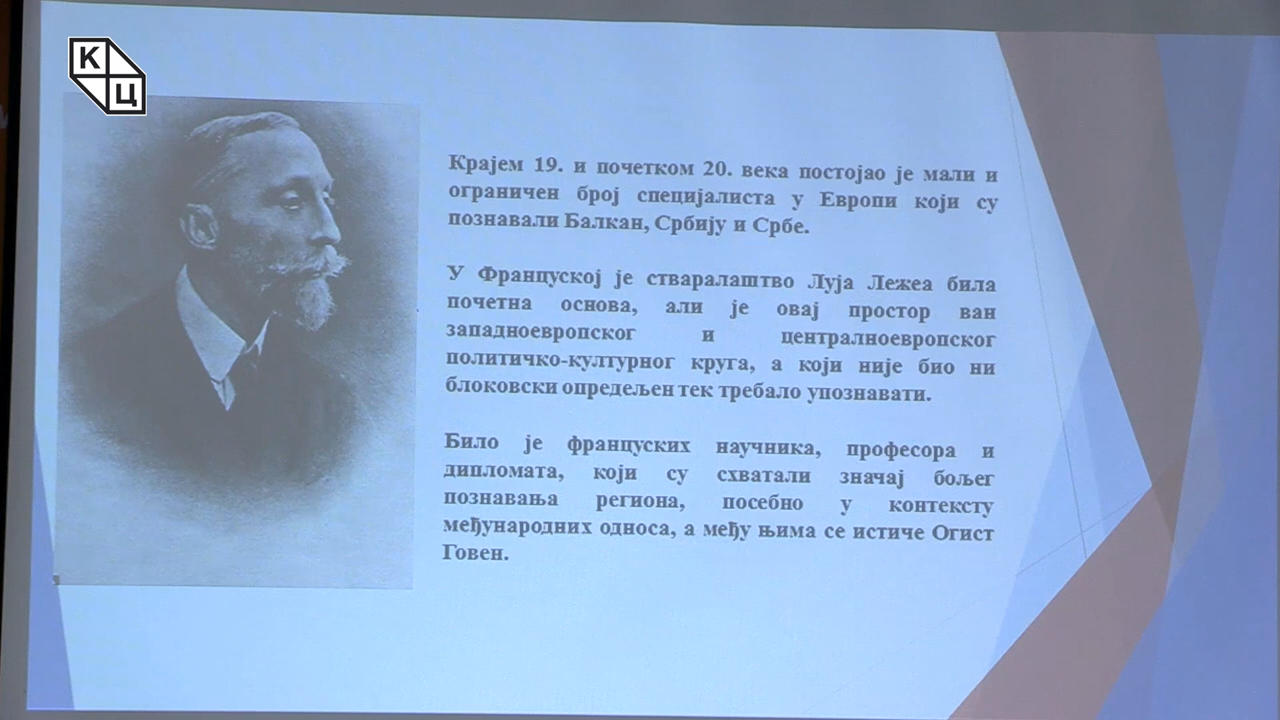 К
Ц
Крајем 19. и почетком 20. века постојао је мали и
ограничен број специјалиста у Европи који су
познавали Балкан, Србију и Србе.
У Француској је стваралаштво Луја Лежеа била
почетна основа, али је овај простор ван
западноевропског и централноевропског
политичко-културног круга, а који није био ни
блоковски опредељен тек требало упознавати.
Било је француских научника, професора и
дипломата, који су схватали значај бољег
познавања региона, посебно у контексту
међународних односа, а међу њима се истиче Огист
Говен.